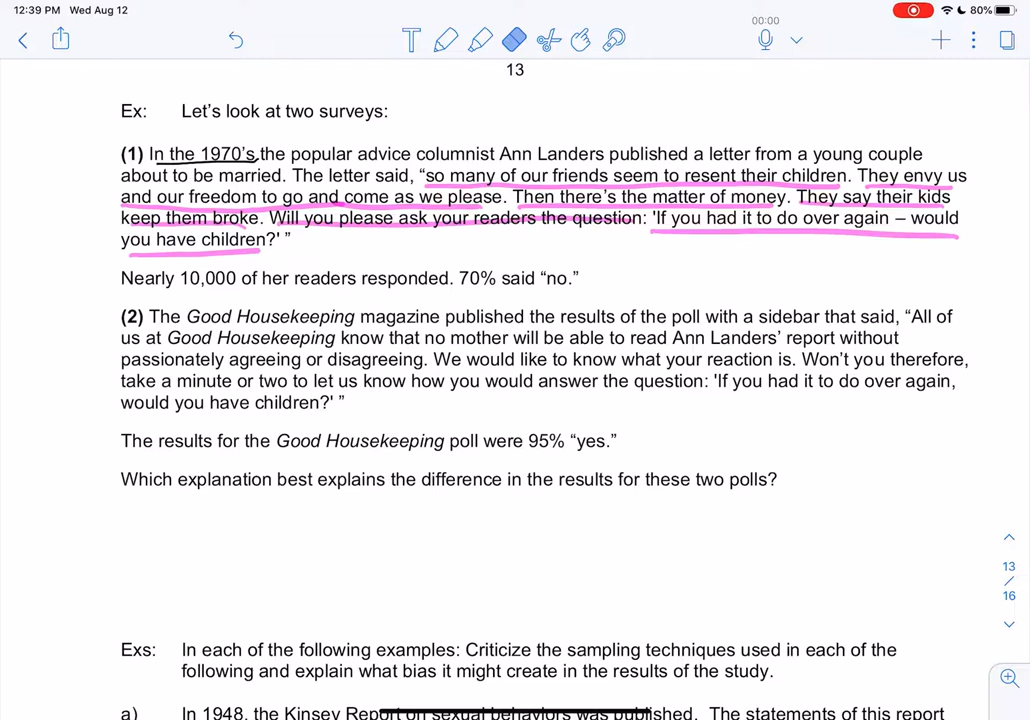 12:39 PM Wed Aug 12
80%
00:00
T
13
Ex: Let's look at two surveys:
(1) In the 1970's the popular advice columnist Ann Landers published a letter from a young couple
about to be married. The letter said, “so many of our friends seem to resent their children. They envy us
and our freedom to go and come as we please. Then there's the matter of money. They say their kids
keep them broke. Will you please ask your readers the question: 'If you had it to do over again – would
you have children?' ”
Nearly 10,000 of her readers responded. 70% said “no.”
(2) The Good Housekeeping magazine published the results of the poll with a sidebar that said, “All of
us at Good Housekeeping know that no mother will be able to read Ann Landers' report without
passionately agreeing or disagreeing. We would like to know what your reaction is. Won't you therefore,
take a minute or two to let us know how you would answer the question: 'If you had it to do over again,
would you have children?' ”
The results for the Good Housekeeping poll were 95% “yes.”
Which explanation best explains the difference in the results for these two polls?
13
/
16
Exs: In each of the following examples: Criticize the sampling techniques used in each of the
following and explain what bias it might create in the results of the study.
a) In 1948, the Kinsey Report on sexual behaviors was published. The statements of this report